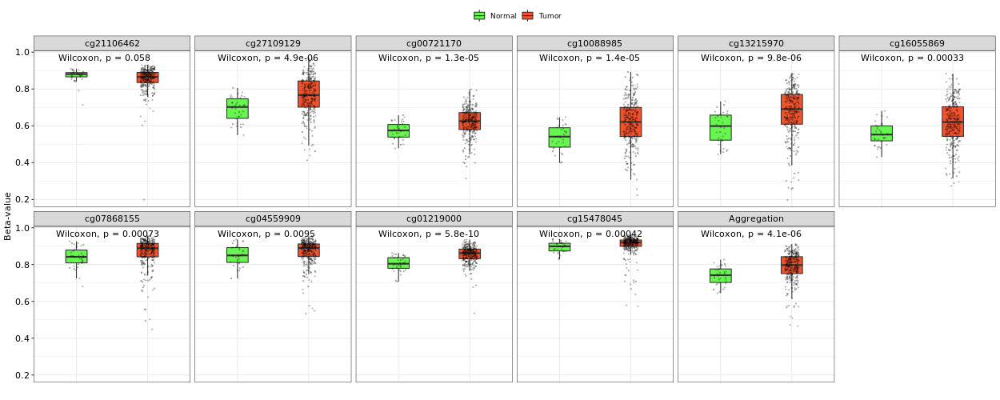 Normal Tumor
cg21106462 cg27109129 cg00721170 cg10088985 cg13215970 cg16055869
Wilcoxon, p = 0.058 Wilcoxon, p = 4.9e-06 Wilcoxon, p = 1.3e-05 Wilcoxon, p = 1.4e-05 Wilcoxon, p = 9.8e-06 Wilcoxon, p = 0.00033
1.0
0.8
0.6
0.4
0.2
Beta-value
cg07868155 cg04559909 cg01219000 cg15478045 Aggregation
Wilcoxon, p = 0.00073 Wilcoxon, p = 0.0095 Wilcoxon, p = 5.8e-10 Wilcoxon, p = 0.00042 Wilcoxon, p = 4.1e-06
1.0
0.8
0.6
0.4
0.2